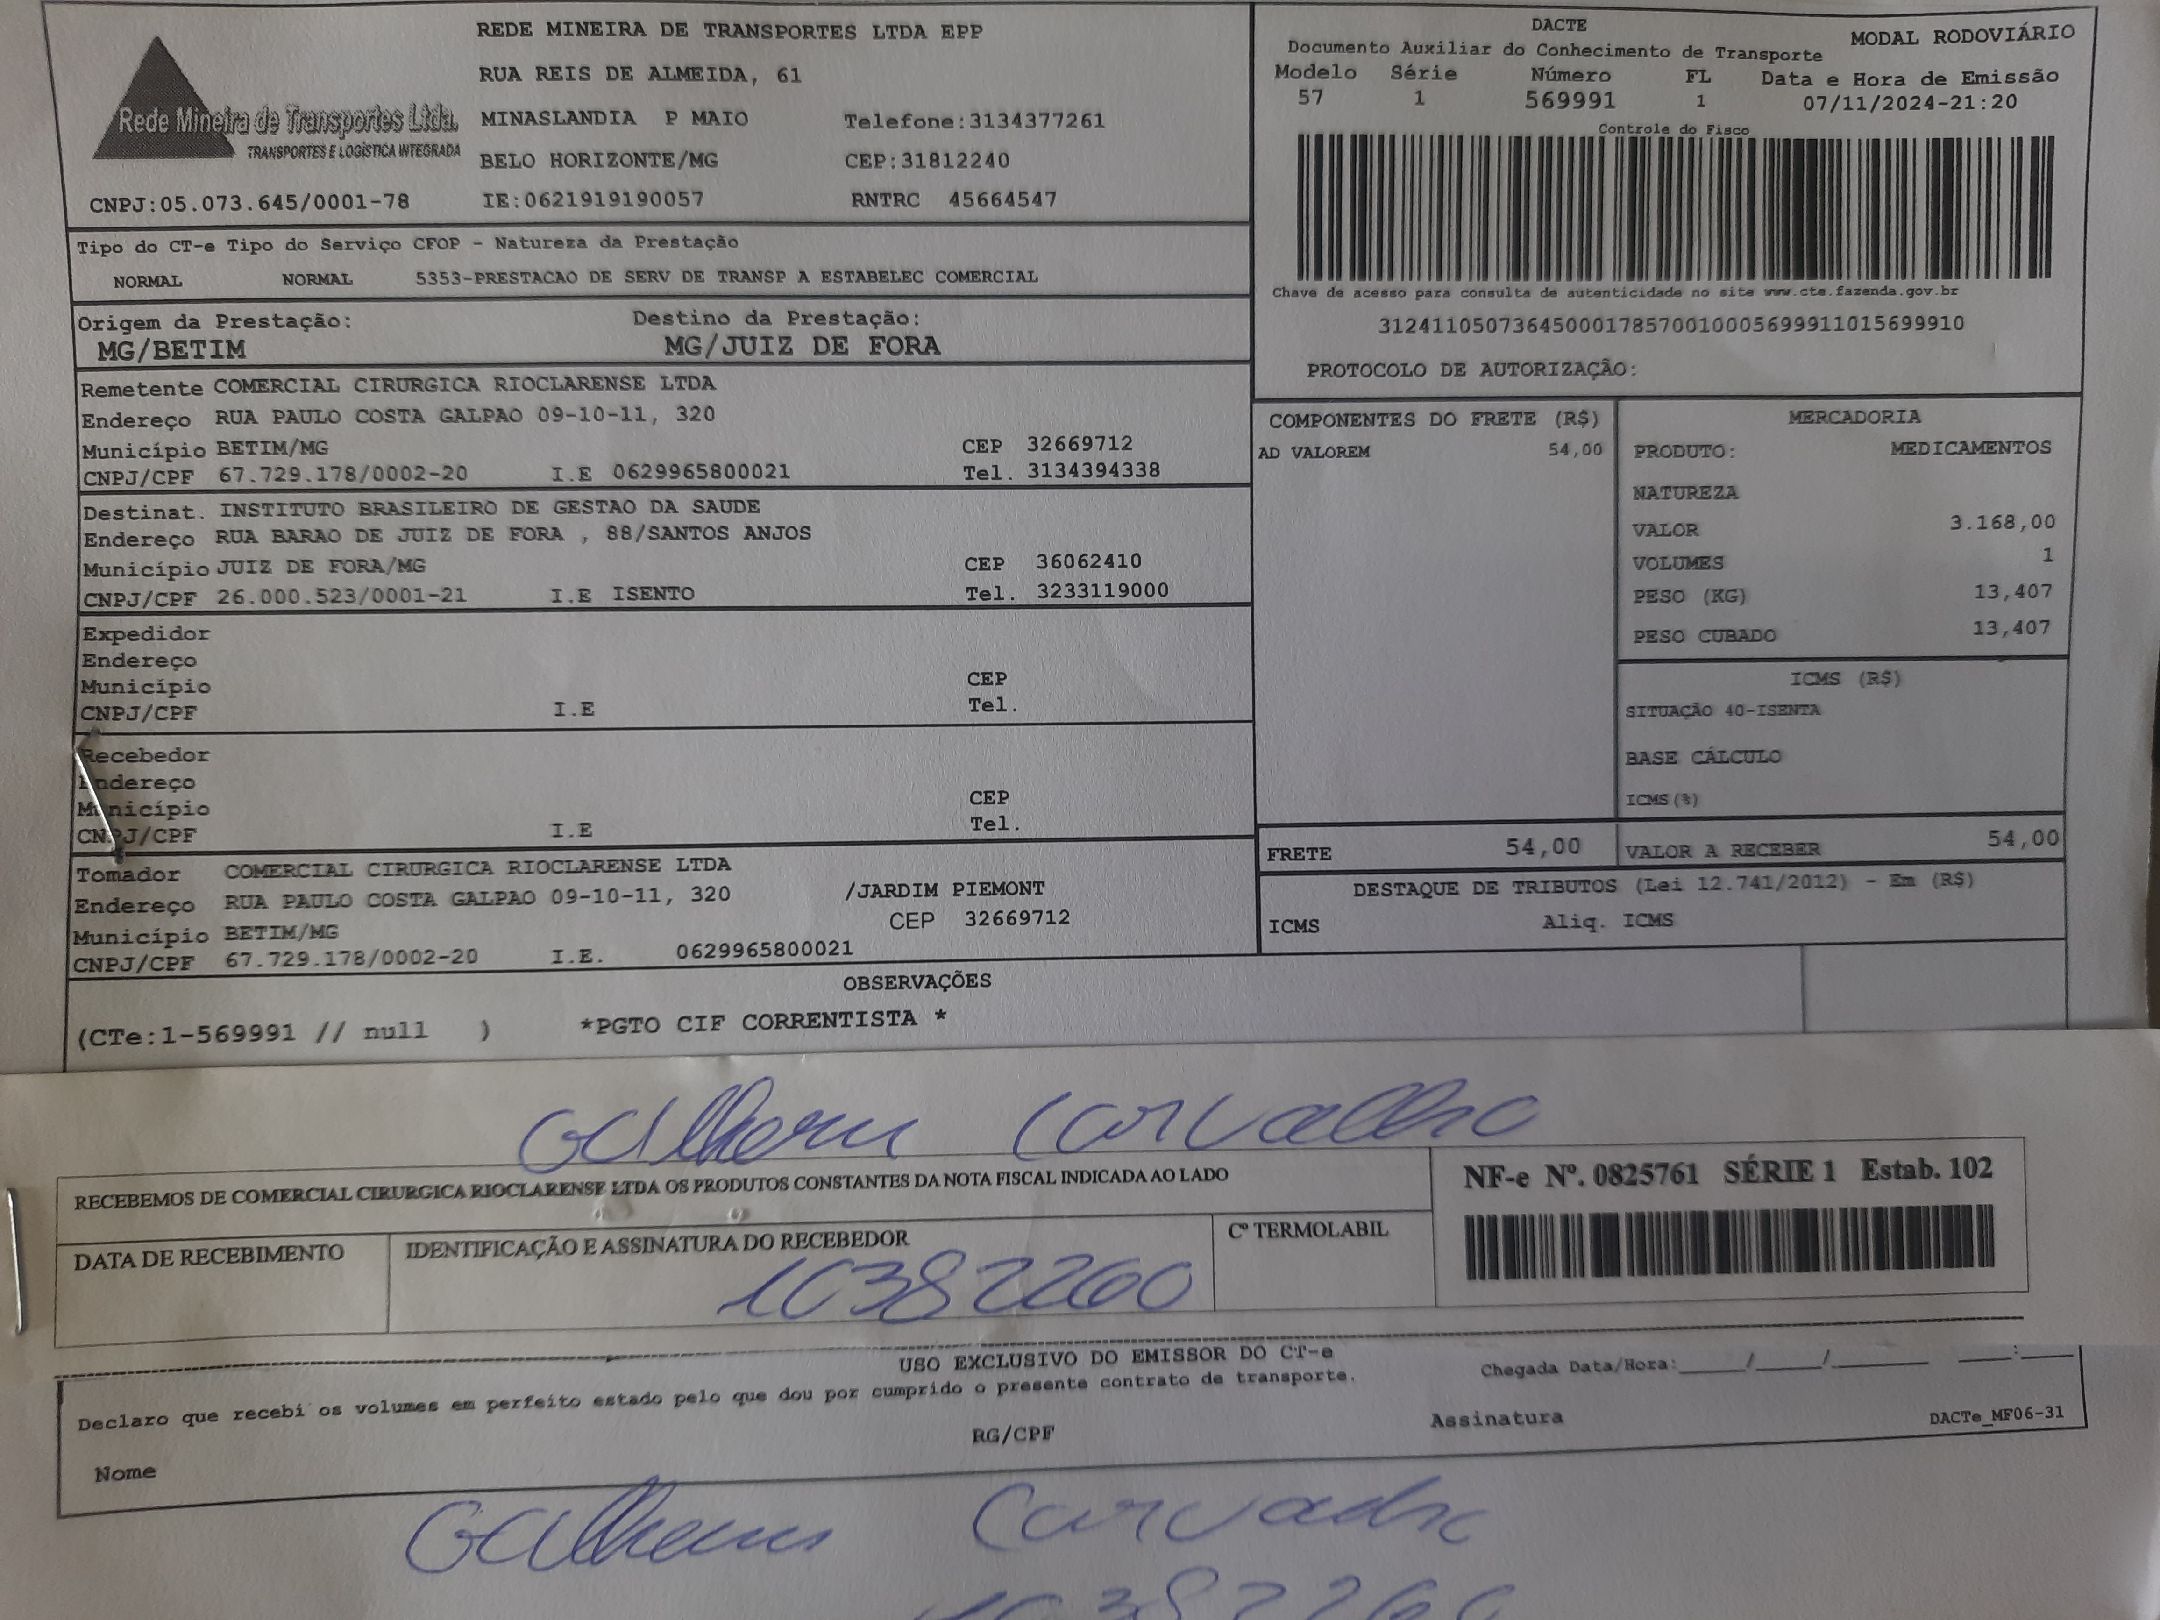 Rede Mineira de Transportes Ltda.
TRANSPORTES E LOGÍSTICA INTEGRADA
CNPJ:05.073.645/0001-78
REDE MINEIRA DE TRANSPORTES LTDA EPP
RUA REIS DE ALMEIDA, 61
MINASLANDIA P MAIO Telefone:3134377261
BELO HORIZONTE/MG CEP:31812240
IE:0621919190057 RNTRC 45664547
DACTE
Documento Auxiliar do Conhecimento de Transporte MODAL RODOVIÁRIO
Modelo Série Número FL Data e Hora de Emissão
57 1 569991 1 07/11/2024-21:20
Controle do Fisco
Chave de acesso para consulta de autenticidade no site www.cte.fazenda.gov.br
31241105073645000178570010005699911015699910
PROTOCOLO DE AUTORIZAÇÃO:
Tipo do CT-e Tipo do Serviço CFOP - Natureza da Prestação
NORMAL NORMAL 5353-PRESTACAO DE SERV DE TRANSP A ESTABELEC COMERCIAL
Origem da Prestação: Destino da Prestação:
MG/BETIM MG/JUIZ DE FORA
Remetente COMERCIAL CIRURGICA RIOCLARENSE LTDA
Endereço RUA PAULO COSTA GALPAO 09-10-11, 320
Município BETIM/MG CEP 32669712
CNPJ/CPF 67.729.178/0002-20 I.E 0629965800021 Tel. 3134394338
Destinat. INSTITUTO BRASILEIRO DE GESTAO DA SAUDE
Endereço RUA BARAO DE JUIZ DE FORA , 88/SANTOS ANJOS
Município JUIZ DE FORA/MG CEP 36062410
CNPJ/CPF 26.000.523/0001-21 I.E ISENTO Tel. 3233119000
Expedidor
Endereço
Município CEP
CNPJ/CPF I.E Tel.
Recebedor
Endereço
Município CEP
CNPJ/CPF I.E Tel.
Tomador COMERCIAL CIRURGICA RIOCLARENSE LTDA
Endereço RUA PAULO COSTA GALPAO 09-10-11, 320 /JARDIM PIEMONT
Município BETIM/MG CEP 32669712
CNPJ/CPF 67.729.178/0002-20 I.E. 0629965800021
COMPONENTES DO FRETE (R$)
AD VALOREM 54,00
MERCADORIA
PRODUTO: MEDICAMENTOS
NATUREZA
VALOR 3.168,00
VOLUMES 1
PESO (KG) 13,407
PESO CUBADO 13,407
ICMS (R$)
SITUAÇÃO 40-ISENTA
BASE CÁLCULO
ICMS(%)
FRETE 54,00 VALOR A RECEBER 54,00
DESTAQUE DE TRIBUTOS (Lei 12.741/2012) - Em (R$)
ICMS Aliq. ICMS
OBSERVAÇÕES
(CTe:1-569991 // null ) *PGTO CIF CORRENTISTA *
Carvalho
RECEBEMOS DE COMERCIAL CIRURGICA RIOCLARENSE LTDA OS PRODUTOS CONSTANTES DA NOTA FISCAL INDICADA AO LADO
NF-e Nº. 0825761 SÉRIE 1 Estab. 102
DATA DE RECEBIMENTO IDENTIFICAÇÃO E ASSINATURA DO RECEBEDOR Cº TERMOLABIL
10382260
USO EXCLUSIVO DO EMISSOR DO CT-e
Chegada Data/Hora:_____/_____/_______ ____:____
Declaro que recebi os volumes em perfeito estado pelo que dou por cumprido o presente contrato de transporte.
Nome RG/CPF Assinatura DACTe_MF06-31
Carvalho